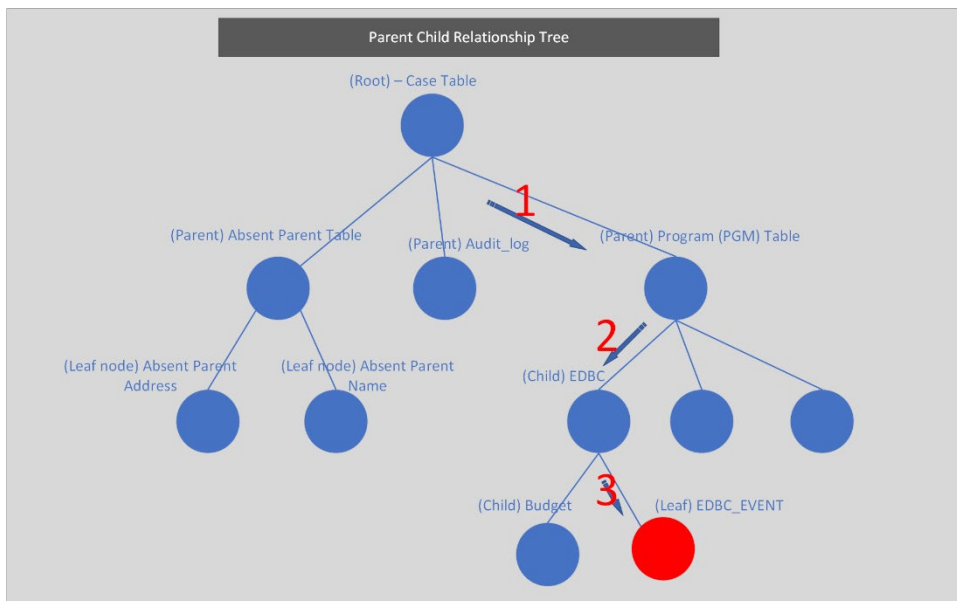 Parent Child Relationship Tree
(Root) – Case Table
1
(Parent) Absent Parent Table
(Parent) Audit_log
(Parent) Program (PGM) Table
2
(Leaf node) Absent Parent
Address
(Leaf node) Absent Parent
Name
(Child) EDBC
3
(Child) Budget
(Leaf) EDBC_EVENT